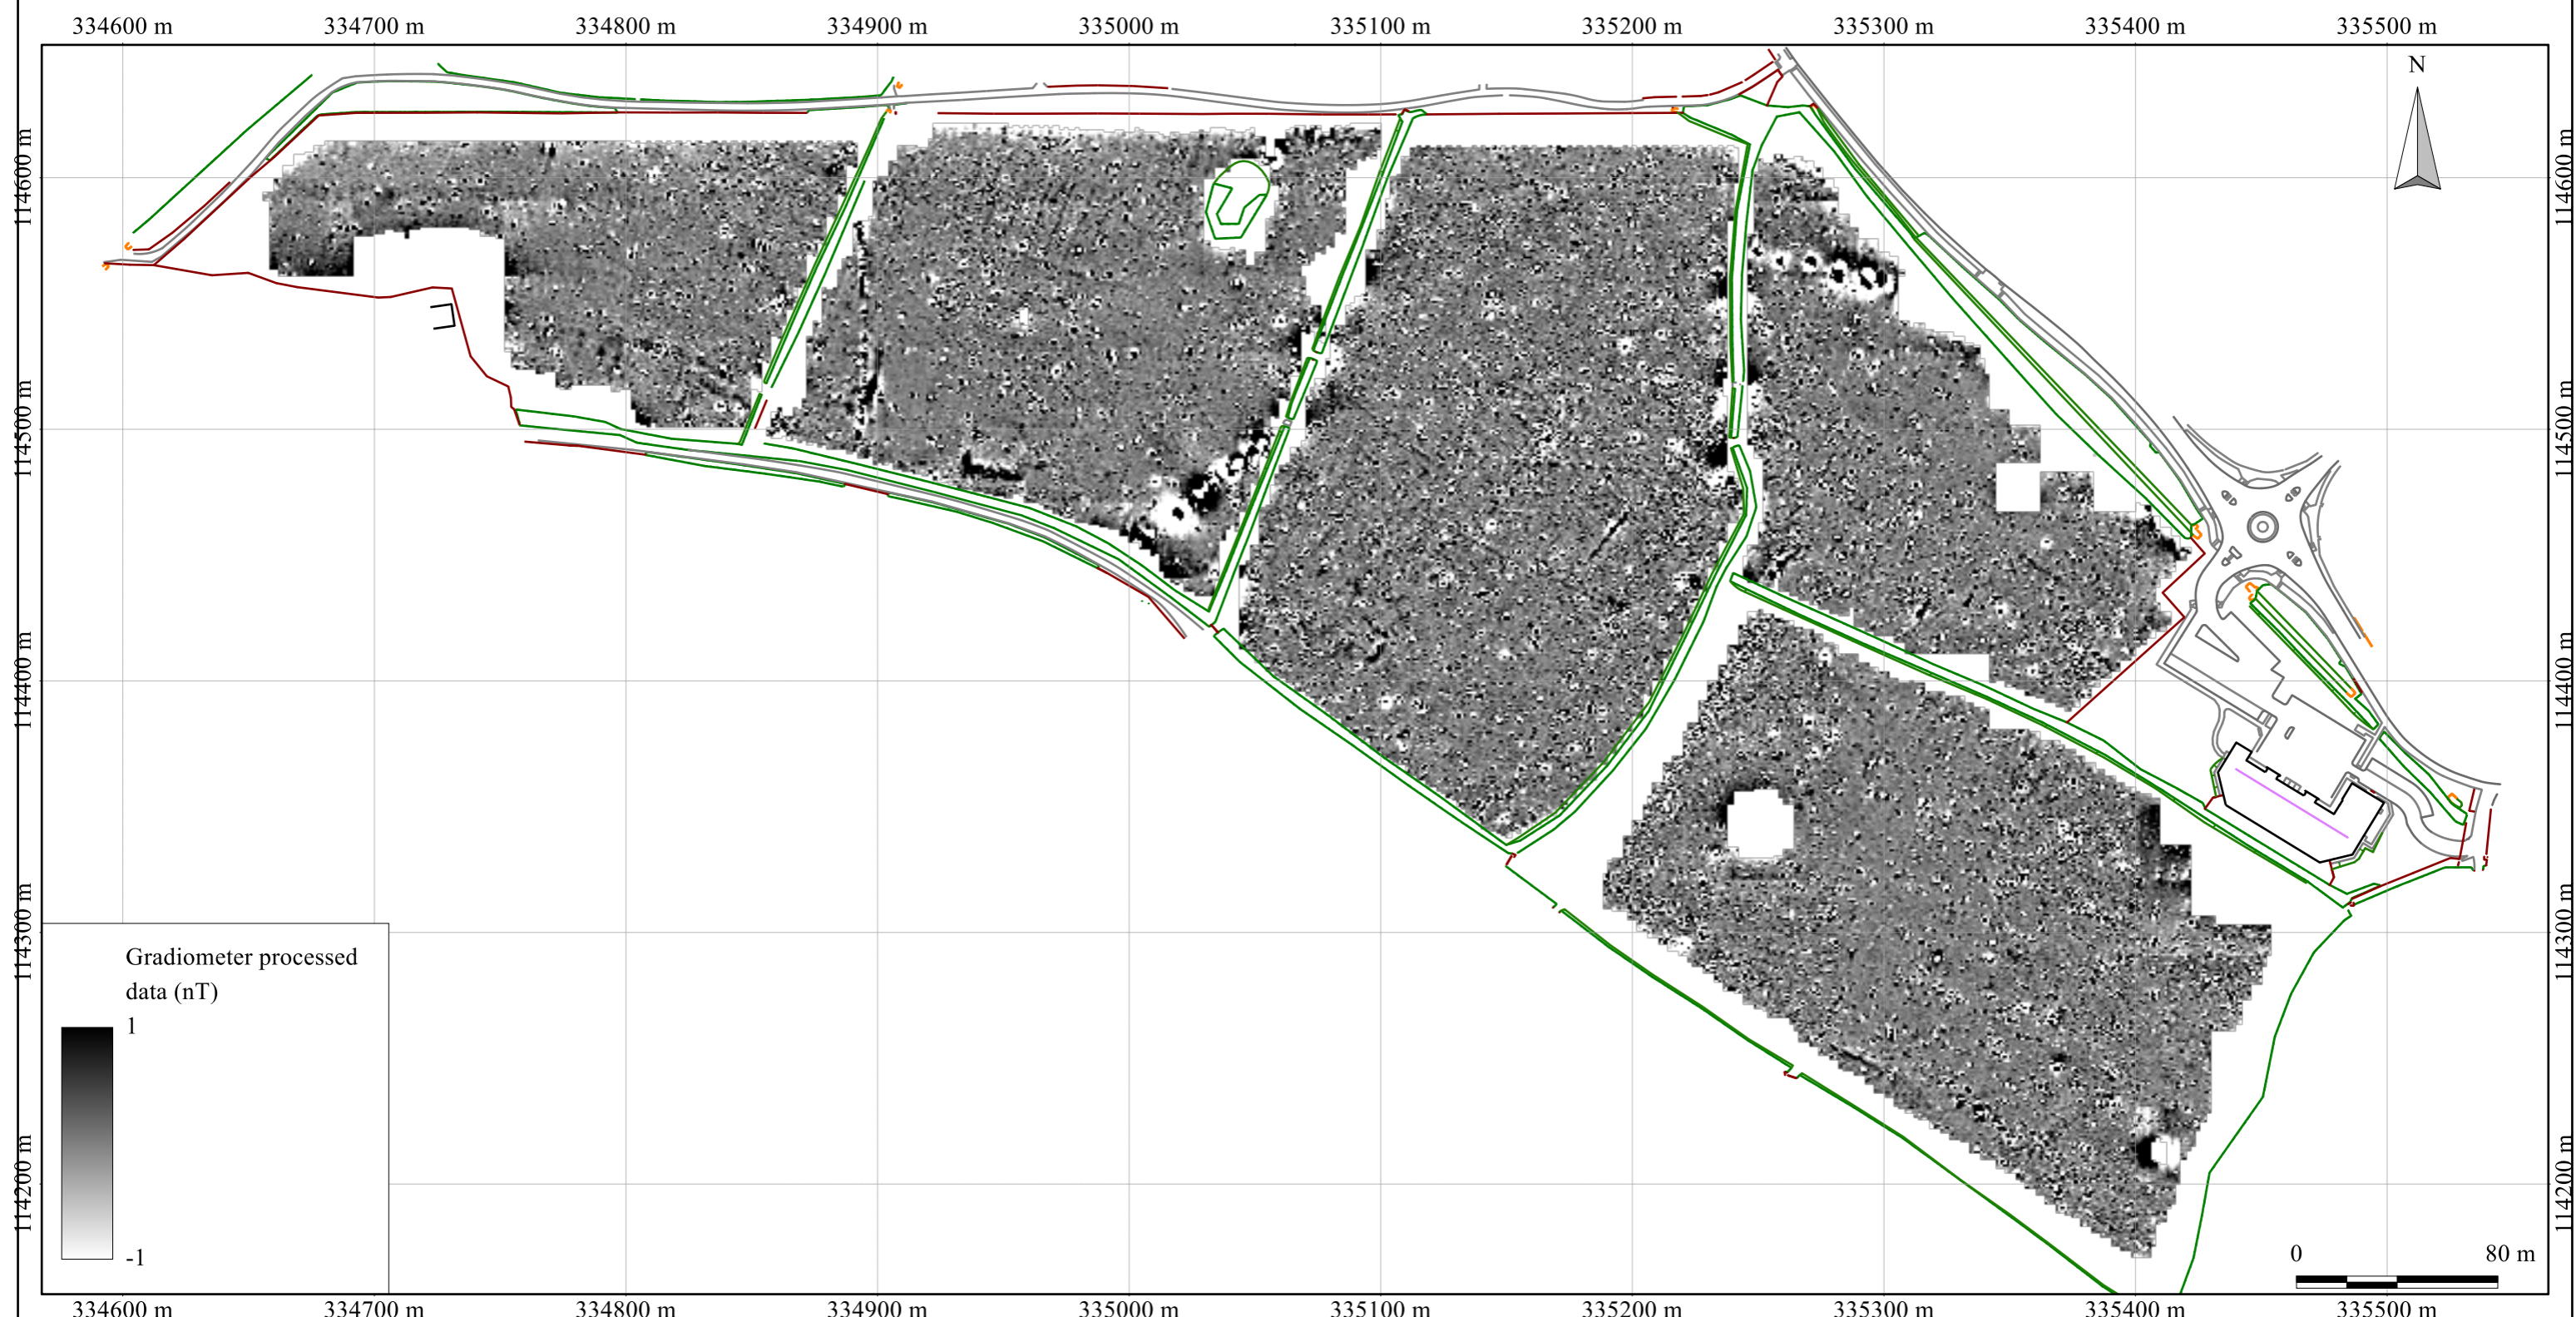 334600 m 334700 m 334800 m 334900 m 335000 m 335100 m 335200 m 335300 m 335400 m 335500 m
N
114600 m 114600 m
114500 m 114500 m
114400 m 114400 m
114300 m 114300 m
114200 m 114200 m
Gradiometer processed
data (nT)
1
-1
0 80 m
334600 m 334700 m 334800 m 334900 m 335000 m 335100 m 335200 m 335300 m 335400 m 335500 m